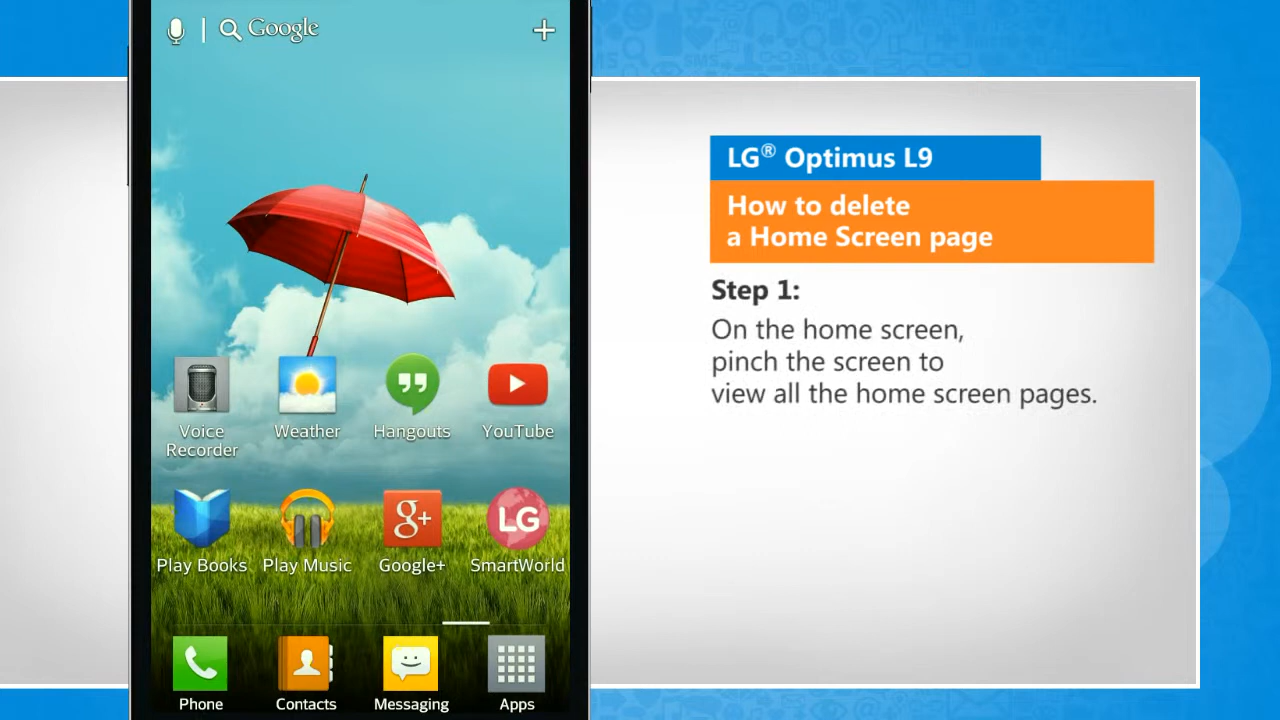 Google
Voice
Recorder
Weather
Hangouts
YouTube
Play Books
Play Music
g+
Google+
LG
SmartWorld
Phone
Contacts
Messaging
Apps
LG® Optimus L9
How to delete
a Home Screen page
Step 1:
On the home screen,
pinch the screen to
view all the home screen pages.
SMS